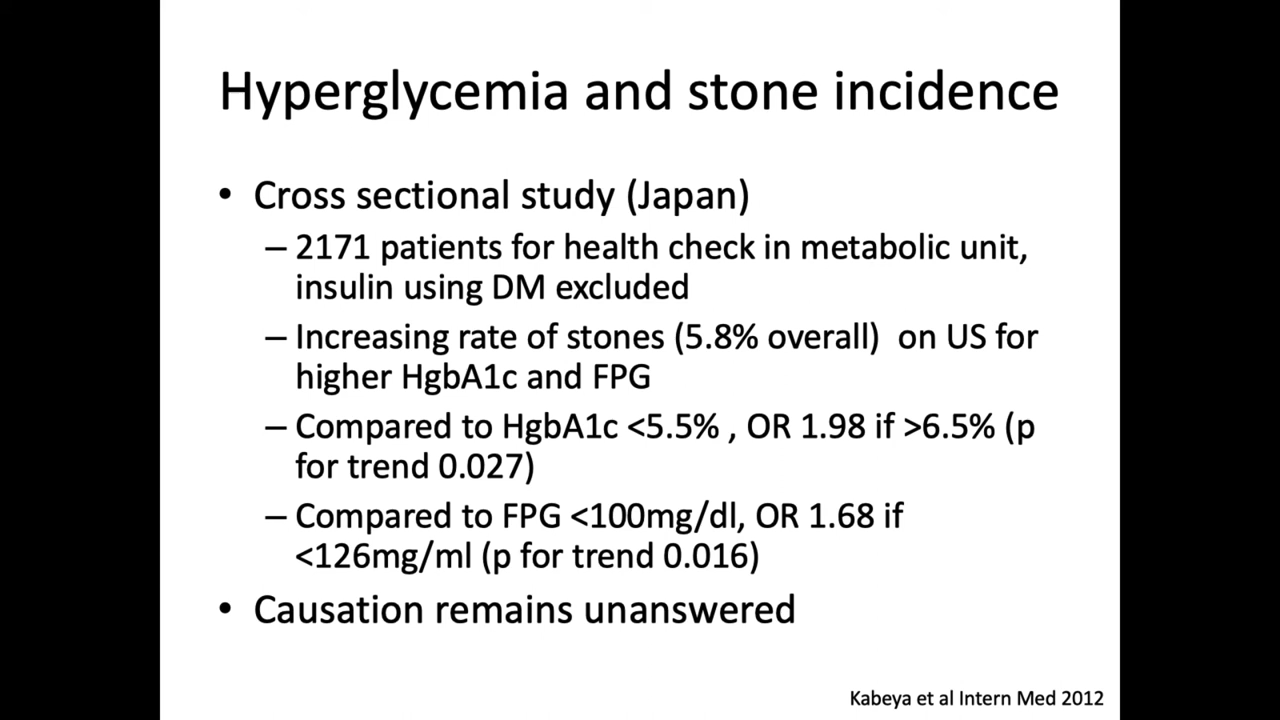 Hyperglycemia and stone incidence
• Cross sectional study (Japan)
– 2171 patients for health check in metabolic unit,
insulin using DM excluded
– Increasing rate of stones (5.8% overall)  on US for
higher HgbA1c and FPG
– Compared to HgbA1c <5.5% , OR 1.98 if >6.5% (p
for trend 0.027)
– Compared to FPG <100mg/dl, OR 1.68 if
<126mg/ml (p for trend 0.016)
• Causation remains unanswered
Kabeya et al Intern Med 2012